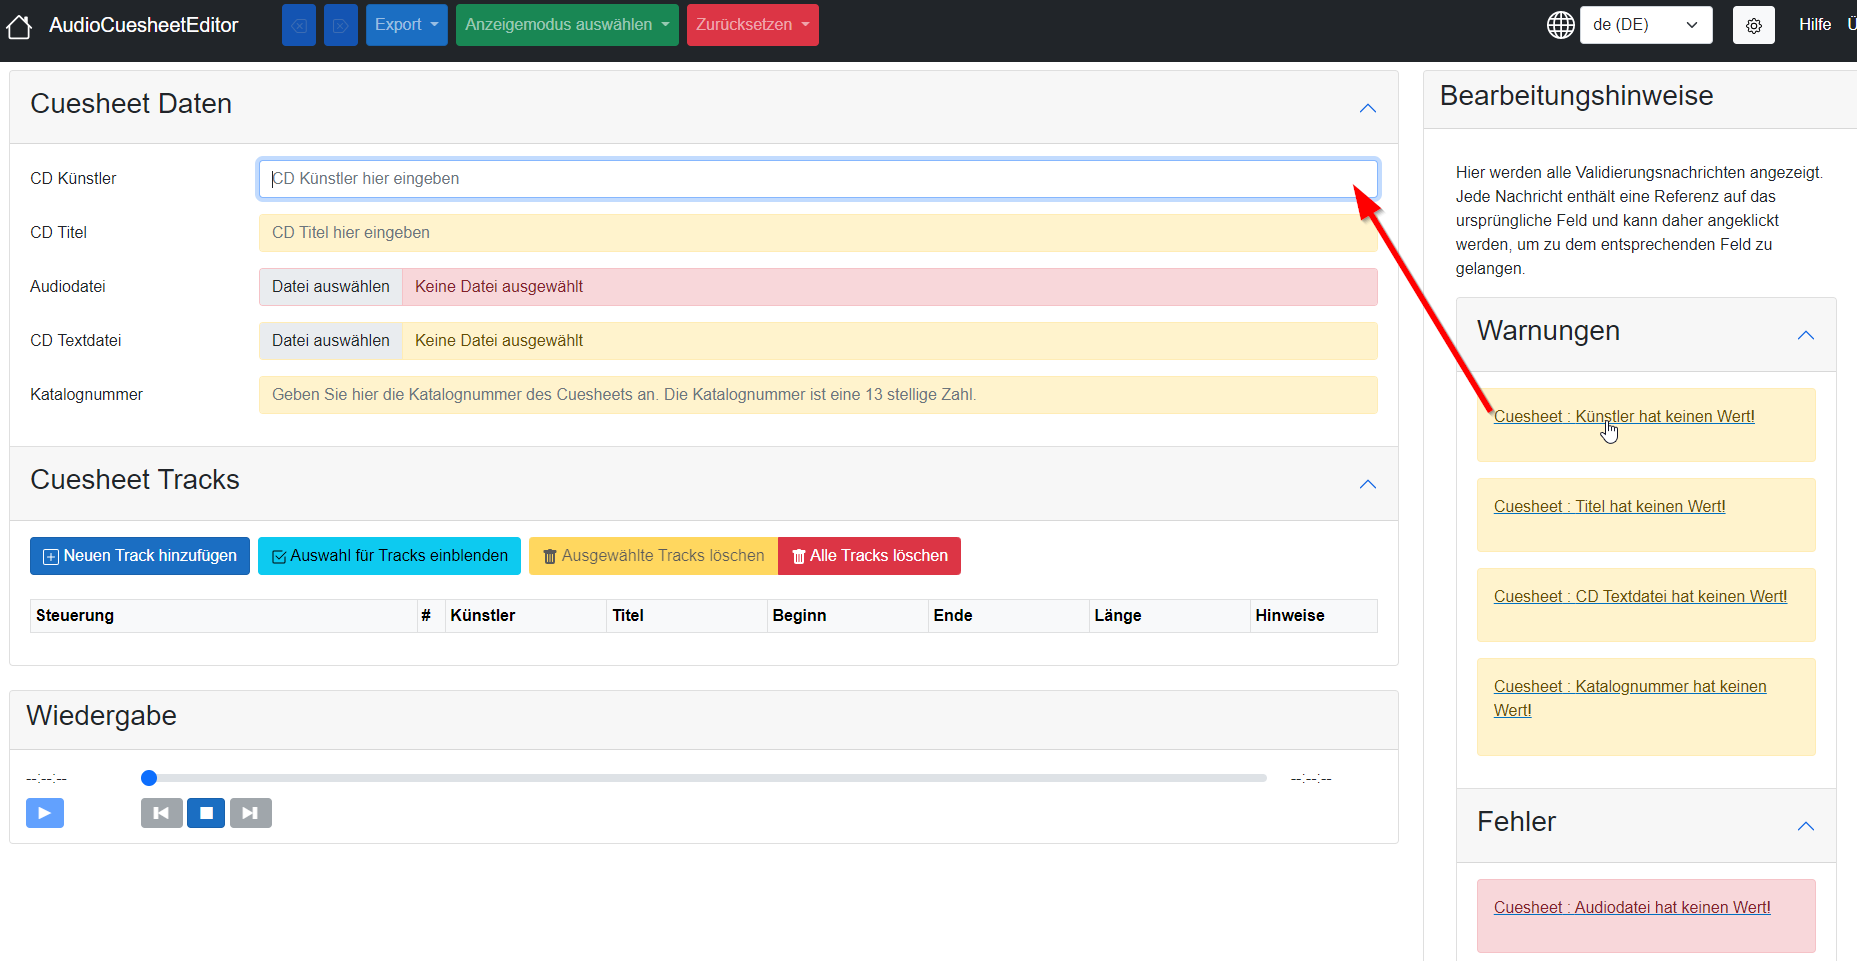 AudioCuesheetEditor
Export
Anzeigemodus auswählen
Zurücksetzen
de (DE)
Hilfe
Ü
Cuesheet Daten
CD Künstler
CD Künstler hier eingeben
CD Titel
CD Titel hier eingeben
Audiodatei
Datei auswählen
Keine Datei ausgewählt
CD Textdatei
Datei auswählen
Keine Datei ausgewählt
Katalognummer
Geben Sie hier die Katalognummer des Cuesheets an. Die Katalognummer ist eine 13 stellige Zahl.
Cuesheet Tracks
Neuen Track hinzufügen
Auswahl für Tracks einblenden
Ausgewählte Tracks löschen
Alle Tracks löschen
Steuerung
#
Künstler
Titel
Beginn
Ende
Länge
Hinweise
Wiedergabe
--:--:--
--:--:--
Bearbeitungshinweise
Hier werden alle Validierungsnachrichten angezeigt.
Jede Nachricht enthält eine Referenz auf das
ursprüngliche Feld und kann daher angeklickt
werden, um zu dem entsprechenden Feld zu
gelangen.
Warnungen
Cuesheet : Künstler hat keinen Wert!
Cuesheet : Titel hat keinen Wert!
Cuesheet : CD Textdatei hat keinen Wert!
Cuesheet : Katalognummer hat keinen
Wert!
Fehler
Cuesheet : Audiodatei hat keinen Wert!